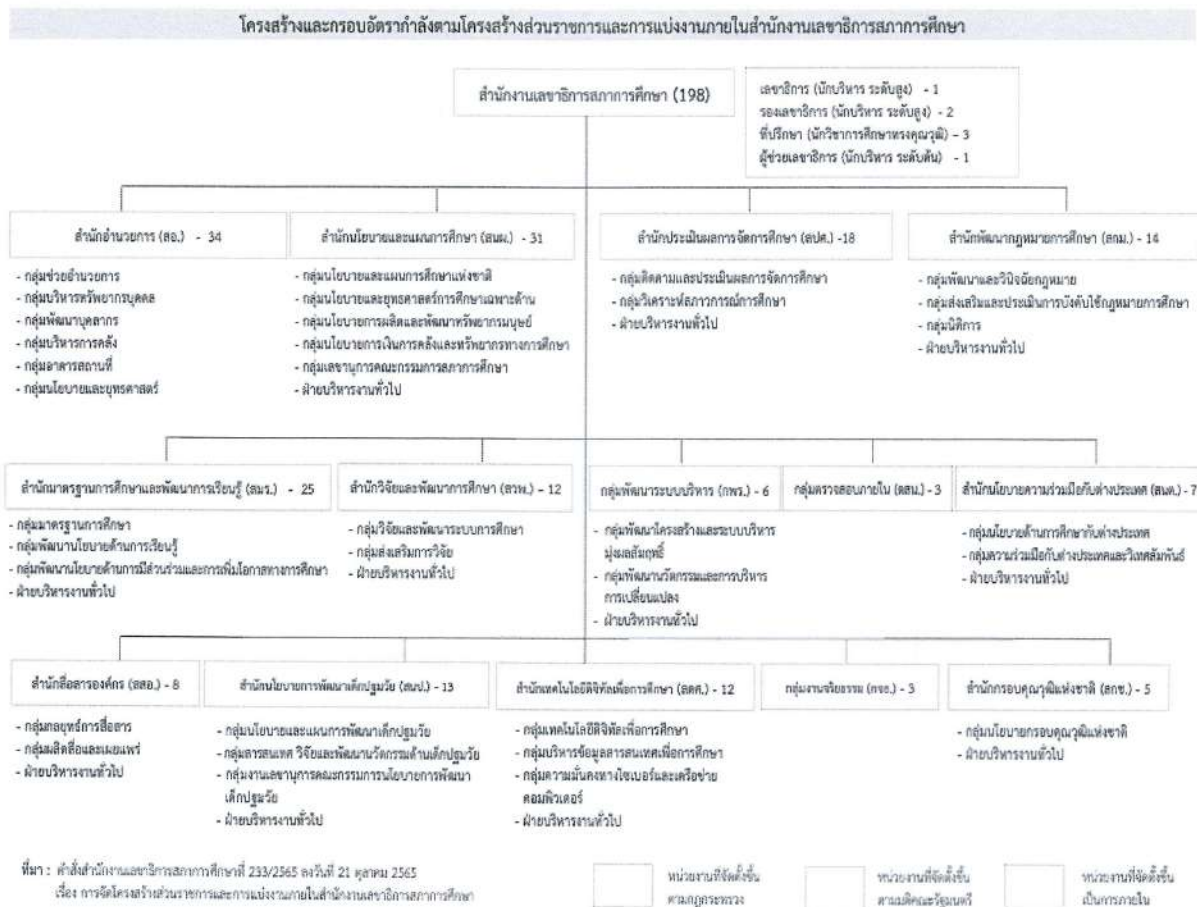 โครงสร้างและกรอบอัตรากำลังตามโครงสร้างส่วนราชการและการแบ่งงานภายในสำนักงานเลขาธิการสภาการศึกษา
สำนักงานเลขาธิการสภาการศึกษา (198)
เลขาธิการ (นักบริหาร ระดับสูง) - 1
รองเลขาธิการ (นักบริหาร ระดับสูง) - 2
ที่ปรึกษา (นักวิชาการศึกษาทรงคุณวุฒิ) - 3
ผู้ช่วยเลขาธิการ (นักบริหาร ระดับต้น) - 1
สำนักอำนวยการ (สอ.) - 34
- กลุ่มช่วยอำนวยการ
- กลุ่มบริหารทรัพยากรบุคคล
- กลุ่มพัฒนาบุคลากร
- กลุ่มบริหารการคลัง
- กลุ่มอาคารสถานที่
- กลุ่มนโยบายและยุทธศาสตร์
สำนักนโยบายและแผนการศึกษา (สนผ.) - 31
- กลุ่มนโยบายและแผนการศึกษาแห่งชาติ
- กลุ่มนโยบายและยุทธศาสตร์การศึกษาเฉพาะด้าน
- กลุ่มนโยบายการผลิตและพัฒนาทรัพยากรมนุษย์
- กลุ่มนโยบายการเงินการคลังและทรัพยากรทางการศึกษา
- กลุ่มเลขานุการคณะกรรมการสภาการศึกษา
- ฝ่ายบริหารงานทั่วไป
สำนักประเมินผลการจัดการศึกษา (สปศ.) -18
- กลุ่มติดตามและประเมินผลการจัดการศึกษา
- กลุ่มวิเคราะห์สภาวการณ์การศึกษา
- ฝ่ายบริหารงานทั่วไป
สำนักพัฒนากฎหมายการศึกษา (สกม.) - 14
- กลุ่มพัฒนาและวินิจฉัยกฎหมาย
- กลุ่มส่งเสริมและประเมินการบังคับใช้กฎหมายการศึกษา
- กลุ่มนิติการ
- ฝ่ายบริหารงานทั่วไป
สำนักมาตรฐานการศึกษาและพัฒนาการเรียนรู้ (สมร.) - 25
- กลุ่มมาตรฐานการศึกษา
- กลุ่มพัฒนานโยบายด้านการเรียนรู้
- กลุ่มพัฒนานโยบายด้านการมีส่วนร่วมและการเพิ่มโอกาสทางการศึกษา
- ฝ่ายบริหารงานทั่วไป
สำนักวิจัยและพัฒนาการศึกษา (สวพ.) - 12
- กลุ่มวิจัยและพัฒนาระบบการศึกษา
- กลุ่มส่งเสริมการวิจัย
- ฝ่ายบริหารงานทั่วไป
กลุ่มพัฒนาระบบบริหาร (กพร.) - 6
- กลุ่มพัฒนาโครงสร้างและระบบบริหาร
มุ่งผลสัมฤทธิ์
- กลุ่มพัฒนานวัตกรรมและการบริหาร
การเปลี่ยนแปลง
- ฝ่ายบริหารงานทั่วไป
กลุ่มตรวจสอบภายใน (ตสน.) - 3
สำนักนโยบายความร่วมมือกับต่างประเทศ (สนต.) - 7
- กลุ่มนโยบายด้านการศึกษากับต่างประเทศ
- กลุ่มความร่วมมือกับต่างประเทศและวิเทศสัมพันธ์
- ฝ่ายบริหารงานทั่วไป
สำนักสื่อสารองค์กร (สสอ.) - 8
- กลุ่มกลยุทธ์การสื่อสาร
- กลุ่มผลิตสื่อและเผยแพร่
- ฝ่ายบริหารงานทั่วไป
สำนักนโยบายการพัฒนาเด็กปฐมวัย (สนป.) - 13
- กลุ่มนโยบายและแผนการพัฒนาเด็กปฐมวัย
- กลุ่มสารสนเทศ วิจัยและพัฒนานวัตกรรมด้านเด็กปฐมวัย
- กลุ่มงานเลขานุการคณะกรรมการนโยบายการพัฒนา
เด็กปฐมวัย
- ฝ่ายบริหารงานทั่วไป
สำนักเทคโนโลยีดิจิทัลเพื่อการศึกษา (สดศ.) - 12
- กลุ่มเทคโนโลยีดิจิทัลเพื่อการศึกษา
- กลุ่มบริหารข้อมูลสารสนเทศเพื่อการศึกษา
- กลุ่มความมั่นคงทางไซเบอร์และเครือข่าย
คอมพิวเตอร์
- ฝ่ายบริหารงานทั่วไป
กลุ่มงานจริยธรรม (กจธ.) - 3
สำนักกรอบคุณวุฒิแห่งชาติ (สกช.) - 5
- กลุ่มนโยบายกรอบคุณวุฒิแห่งชาติ
- ฝ่ายบริหารงานทั่วไป
ที่มา : คำสั่งสำนักงานเลขาธิการสภาการศึกษาที่ 233/2565 ลงวันที่ 21 ตุลาคม 2565
เรื่อง การจัดโครงสร้างส่วนราชการและการแบ่งงานภายในสำนักงานเลขาธิการสภาการศึกษา
หน่วยงานที่จัดตั้งขึ้น
ตามกฎกระทรวง
หน่วยงานที่จัดตั้งขึ้น
ตามมติคณะรัฐมนตรี
หน่วยงานที่จัดตั้งขึ้น
เป็นการภายใน